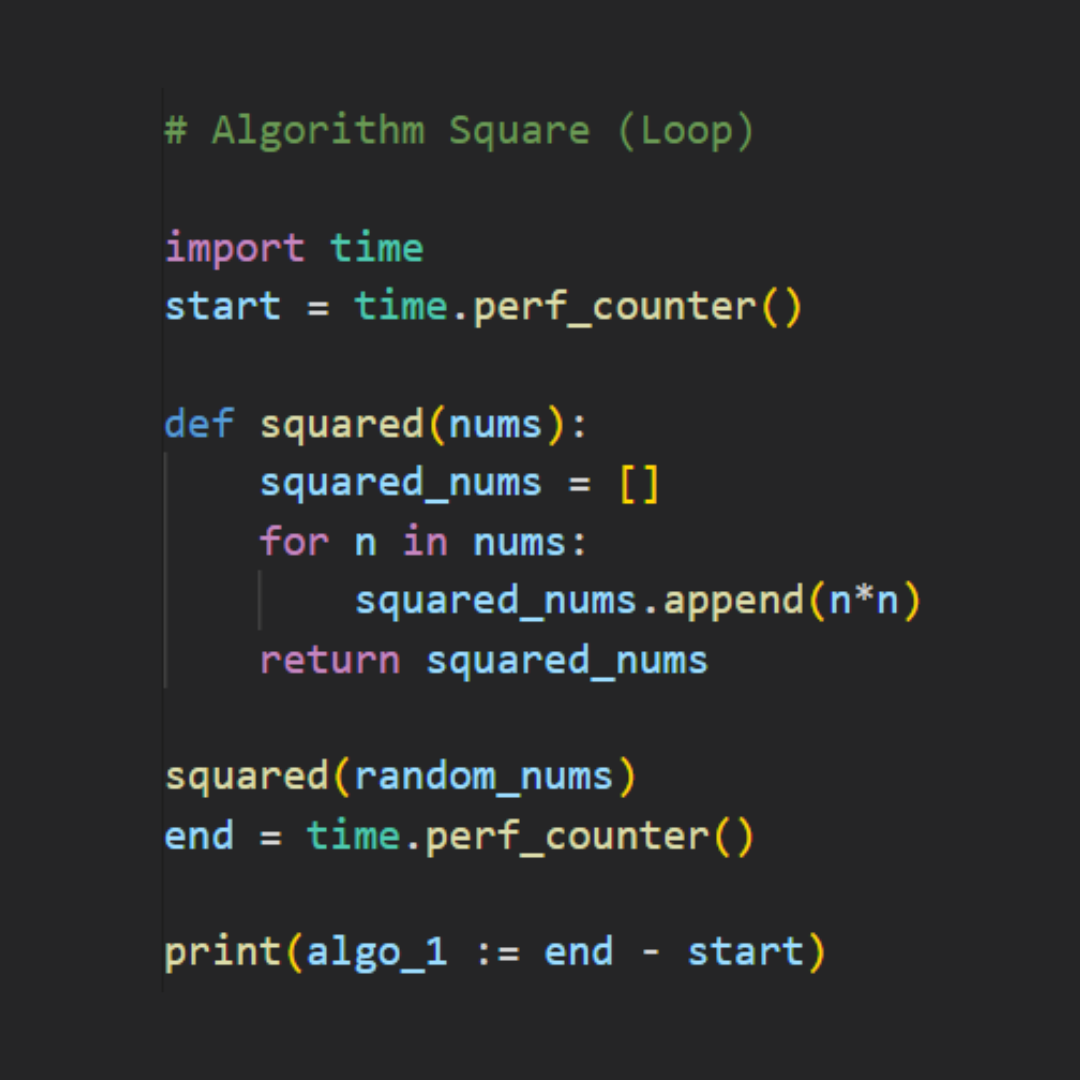 # Algorithm Square (Loop)
import time
start = time.perf_counter()
def squared(nums):
    squared_nums = []
    for n in nums:
        squared_nums.append(n*n)
    return squared_nums
squared(random_nums)
end = time.perf_counter()
print(algo_1 := end - start)